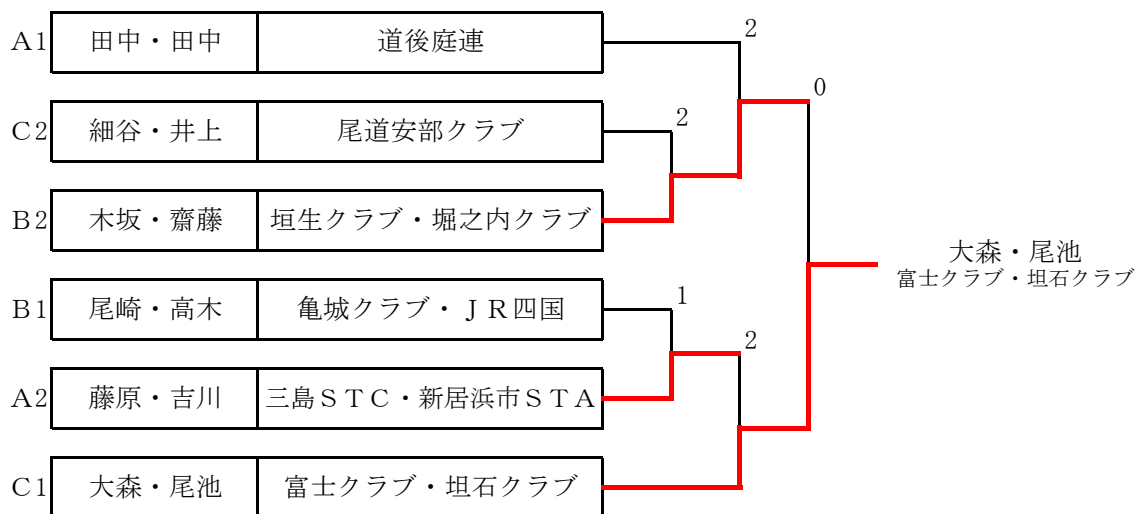 A1 田中・田中 道後庭連 2
0
C2 細谷・井上 尾道安部クラブ 2
B2 木坂・齋藤 垣生クラブ・堀之内クラブ
大森・尾池
富士クラブ・坦石クラブ
B1 尾崎・高木 亀城クラブ・ＪＲ四国 1
2
A2 藤原・吉川 三島ＳＴＣ・新居浜市ＳＴＡ
C1 大森・尾池 富士クラブ・坦石クラブ